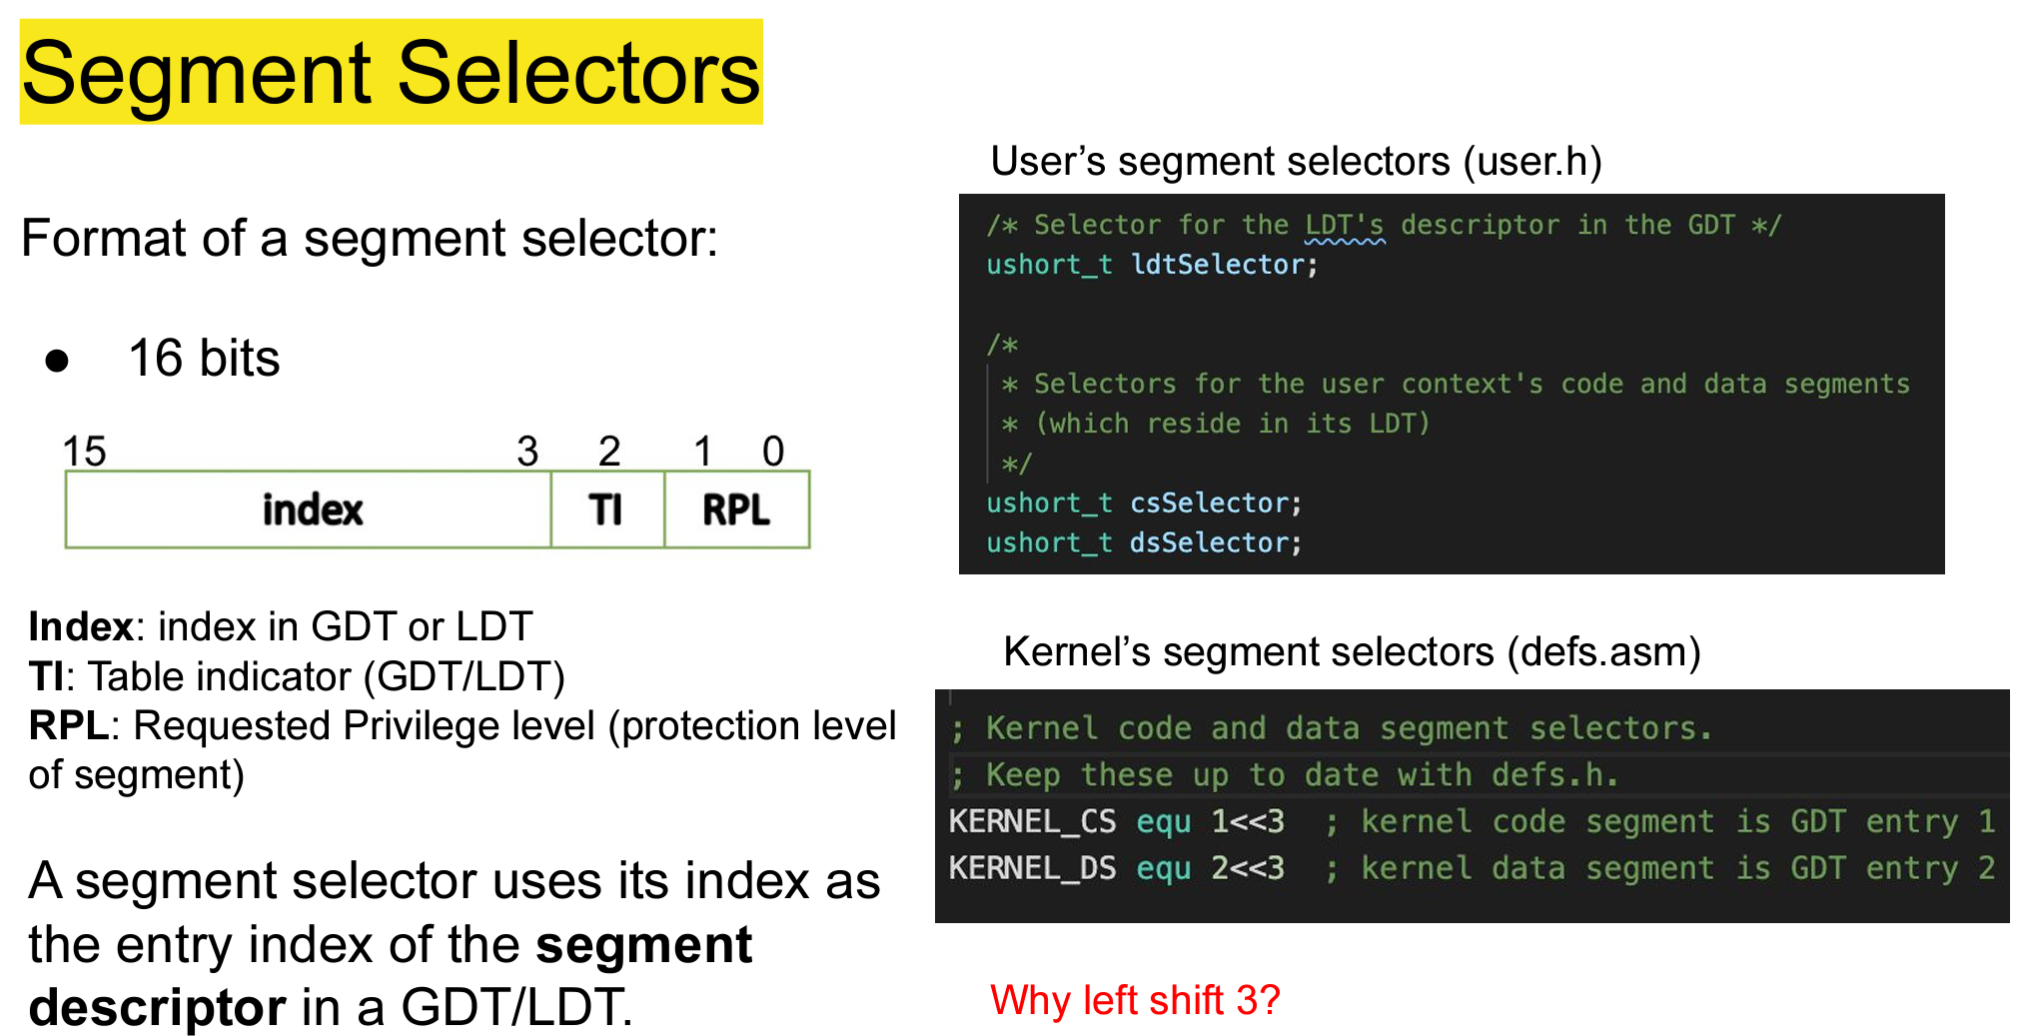 Segment Selectors
Format of a segment selector:
● 16 bits
15 3 2 1 0
index TI RPL
Index: index in GDT or LDT
TI: Table indicator (GDT/LDT)
RPL: Requested Privilege level (protection level
of segment)
A segment selector uses its index as
the entry index of the segment
descriptor in a GDT/LDT.
User’s segment selectors (user.h)
/* Selector for the LDT's descriptor in the GDT */
ushort_t ldtSelector;
/*
* Selectors for the user context's code and data segments
* (which reside in its LDT)
*/
ushort_t csSelector;
ushort_t dsSelector;
Kernel’s segment selectors (defs.asm)
; Kernel code and data segment selectors.
; Keep these up to date with defs.h.
KERNEL_CS equ 1<<3 ; kernel code segment is GDT entry 1
KERNEL_DS equ 2<<3 ; kernel data segment is GDT entry 2
Why left shift 3?